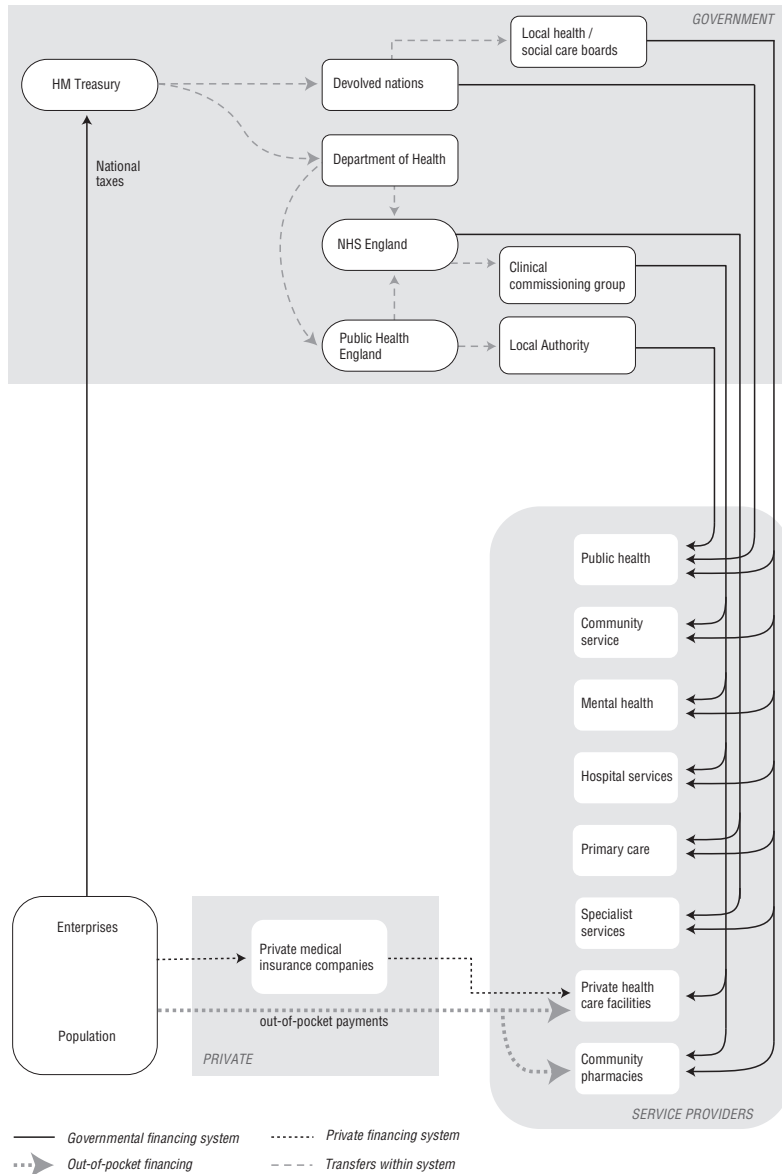 GOVERNMENT
Local health /
social care boards
HM Treasury
Devolved nations
National
taxes
Department of Health
NHS England
Clinical
commissioning group
Public Health
England
Local Authority
Public health
Community
service
Mental health
Hospital services
Primary care
Specialist
services
Enterprises
Private medical
insurance companies
Private health
care facilities
out-of-pocket payments
Population
PRIVATE
Community
pharmacies
SERVICE PROVIDERS
Governmental financing system
Private financing system
Out-of-pocket financing
Transfers within system